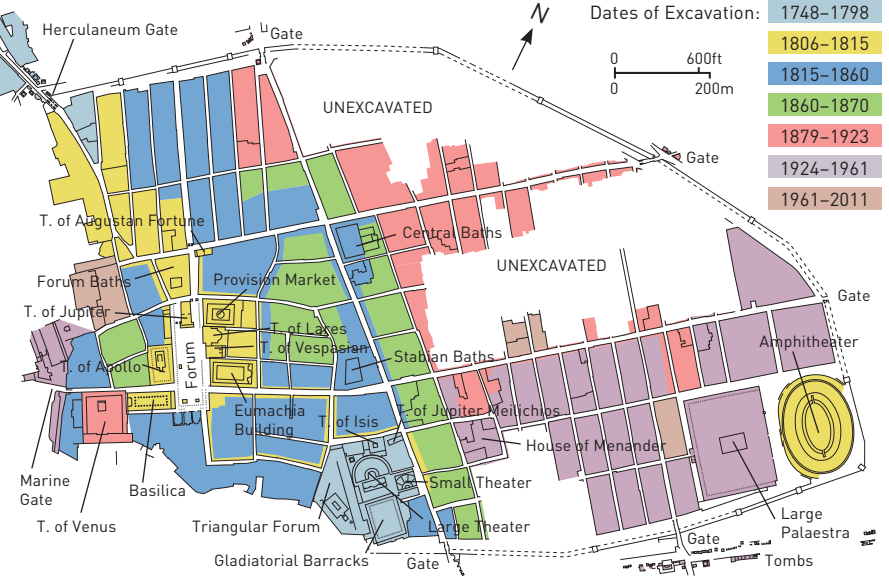 Dates of Excavation:
1748–1798
1806–1815
1815–1860
1860–1870
1879–1923
1924–1961
1961–2011
N
0 600ft
0 200m
Herculaneum Gate
Gate
UNEXCAVATED
Gate
T. of Augustan Fortune
Central Baths
UNEXCAVATED
Forum Baths
Provision Market
Gate
T. of Jupiter
T. of Lares
T. of Vespasian
Amphitheater
Stabian Baths
T. of Apollo
Forum
Eumachia
Building
T. of Isis
T. of Jupiter Meilichios
House of Menander
Marine
Gate
Basilica
Small Theater
T. of Venus
Triangular Forum
Large Theater
Large
Palaestra
Gladiatorial Barracks
Gate
Gate
Tombs